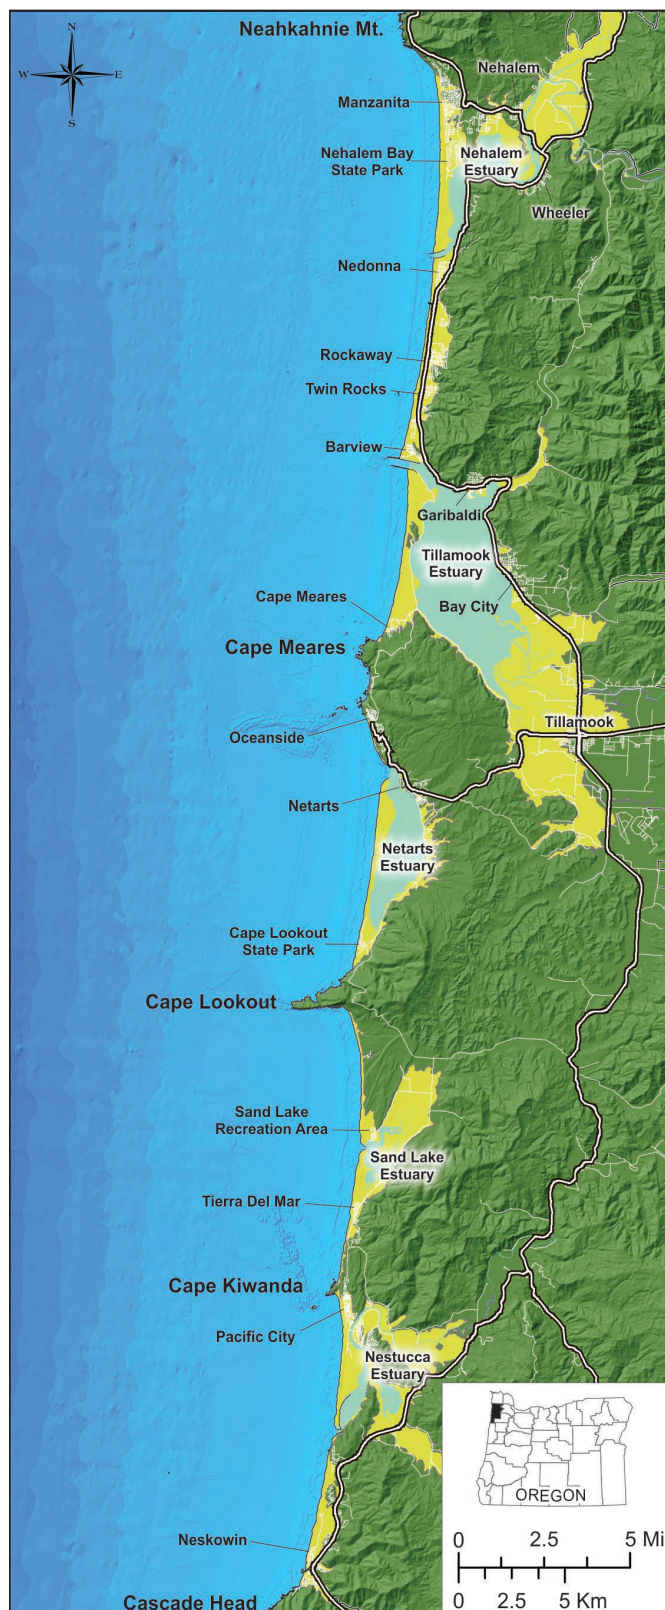 Neahkahnie Mt.
N
W
E
S
Nehalem
Manzanita
Nehalem Bay
State Park
Nehalem
Estuary
Wheeler
Nedonna
Rockaway
Twin Rocks
Barview
Garibaldi
Tillamook
Estuary
Cape Meares
Bay City
Cape Meares
Oceanside
Tillamook
Netarts
Netarts
Estuary
Cape Lookout
State Park
Cape Lookout
Sand Lake
Recreation Area
Sand Lake
Estuary
Tierra Del Mar
Cape Kiwanda
Pacific City
Nestucca
Estuary
OREGON
0 2.5 5 Mi
0 2.5 5 Km
Neskowin
Cascade Head